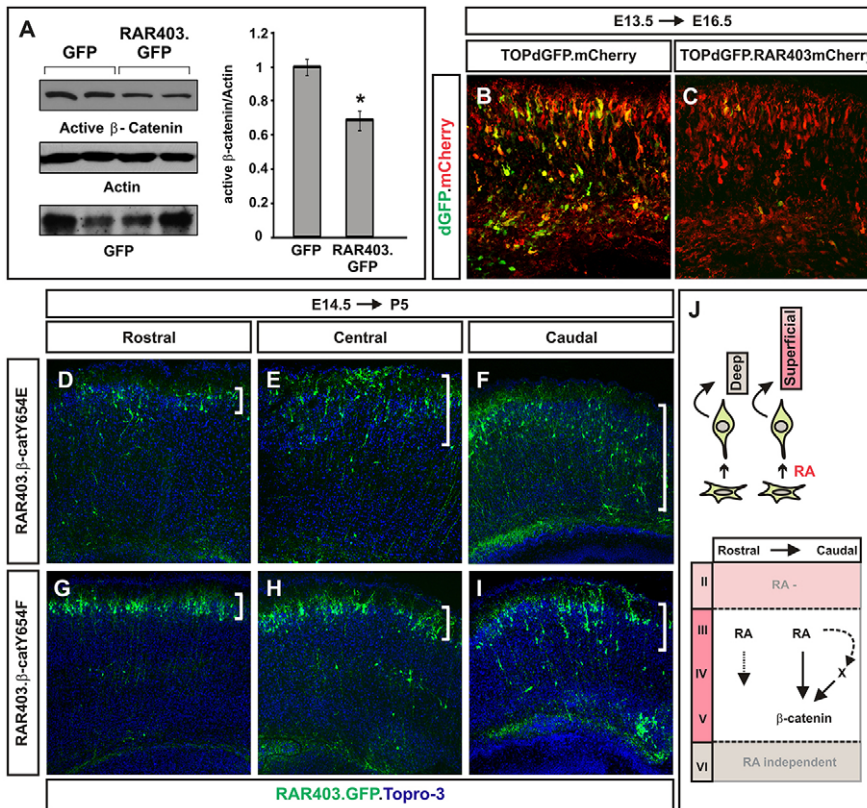 A
GFP
RAR403.
GFP
Active β- Catenin
Actin
GFP
active β-catenin/Actin
1.2
1
0.8
0.6
0.4
0.2
0
*
GFP
RAR403.
GFP
E13.5 → E16.5
TOPdGFP.mCherry
TOPdGFP.RAR403mCherry
dGFP.mCherry
B
C
E14.5 → P5
Rostral
Central
Caudal
RAR403.β-catY654E
D
E
F
RAR403.β-catY654F
G
H
I
RAR403.GFP.Topro-3
J
Deep
Superficial
RA
Rostral → Caudal
II
RA -
III
RA
RA
IV
X
V
β-catenin
VI
RA independent